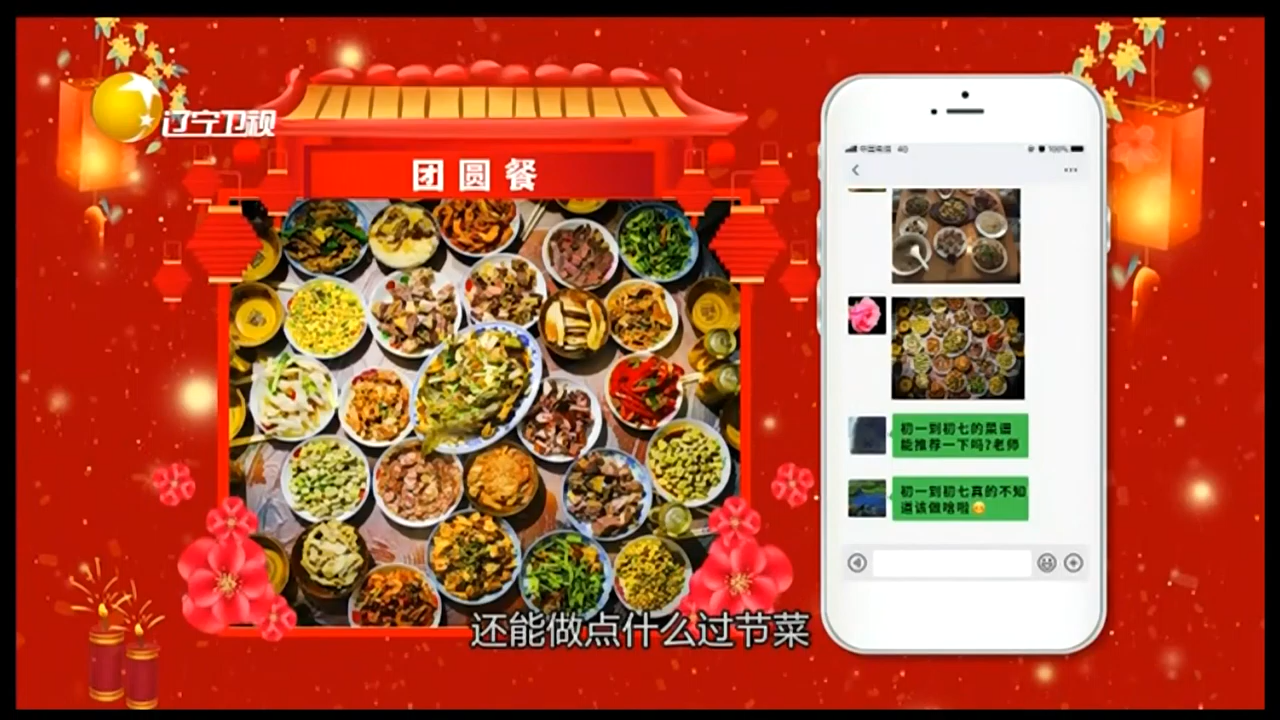 辽宁卫视
团圆餐
100%
初一到初七的菜谱
能推荐一下吗?老师
初一到初七真的不知
道该做啥啦
还能做点什么过节菜